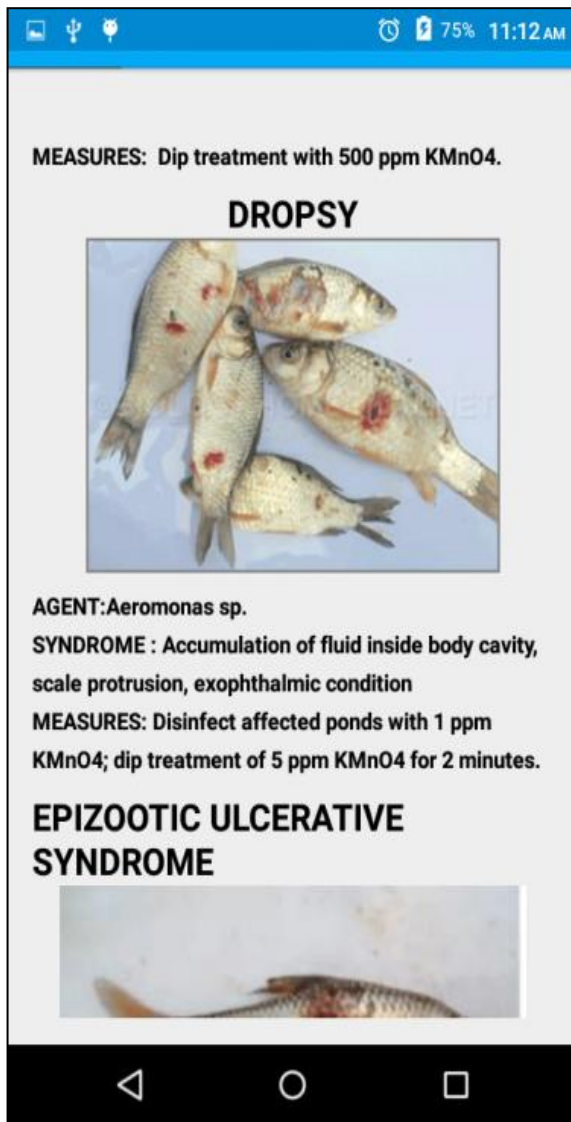 75% 11:12 AM
MEASURES: Dip treatment with 500 ppm KMnO4.
DROPSY
AGENT:Aeromonas sp.
SYNDROME : Accumulation of fluid inside body cavity,
scale protrusion, exophthalmic condition
MEASURES: Disinfect affected ponds with 1 ppm
KMnO4; dip treatment of 5 ppm KMnO4 for 2 minutes.
EPIZOOTIC ULCERATIVE
SYNDROME